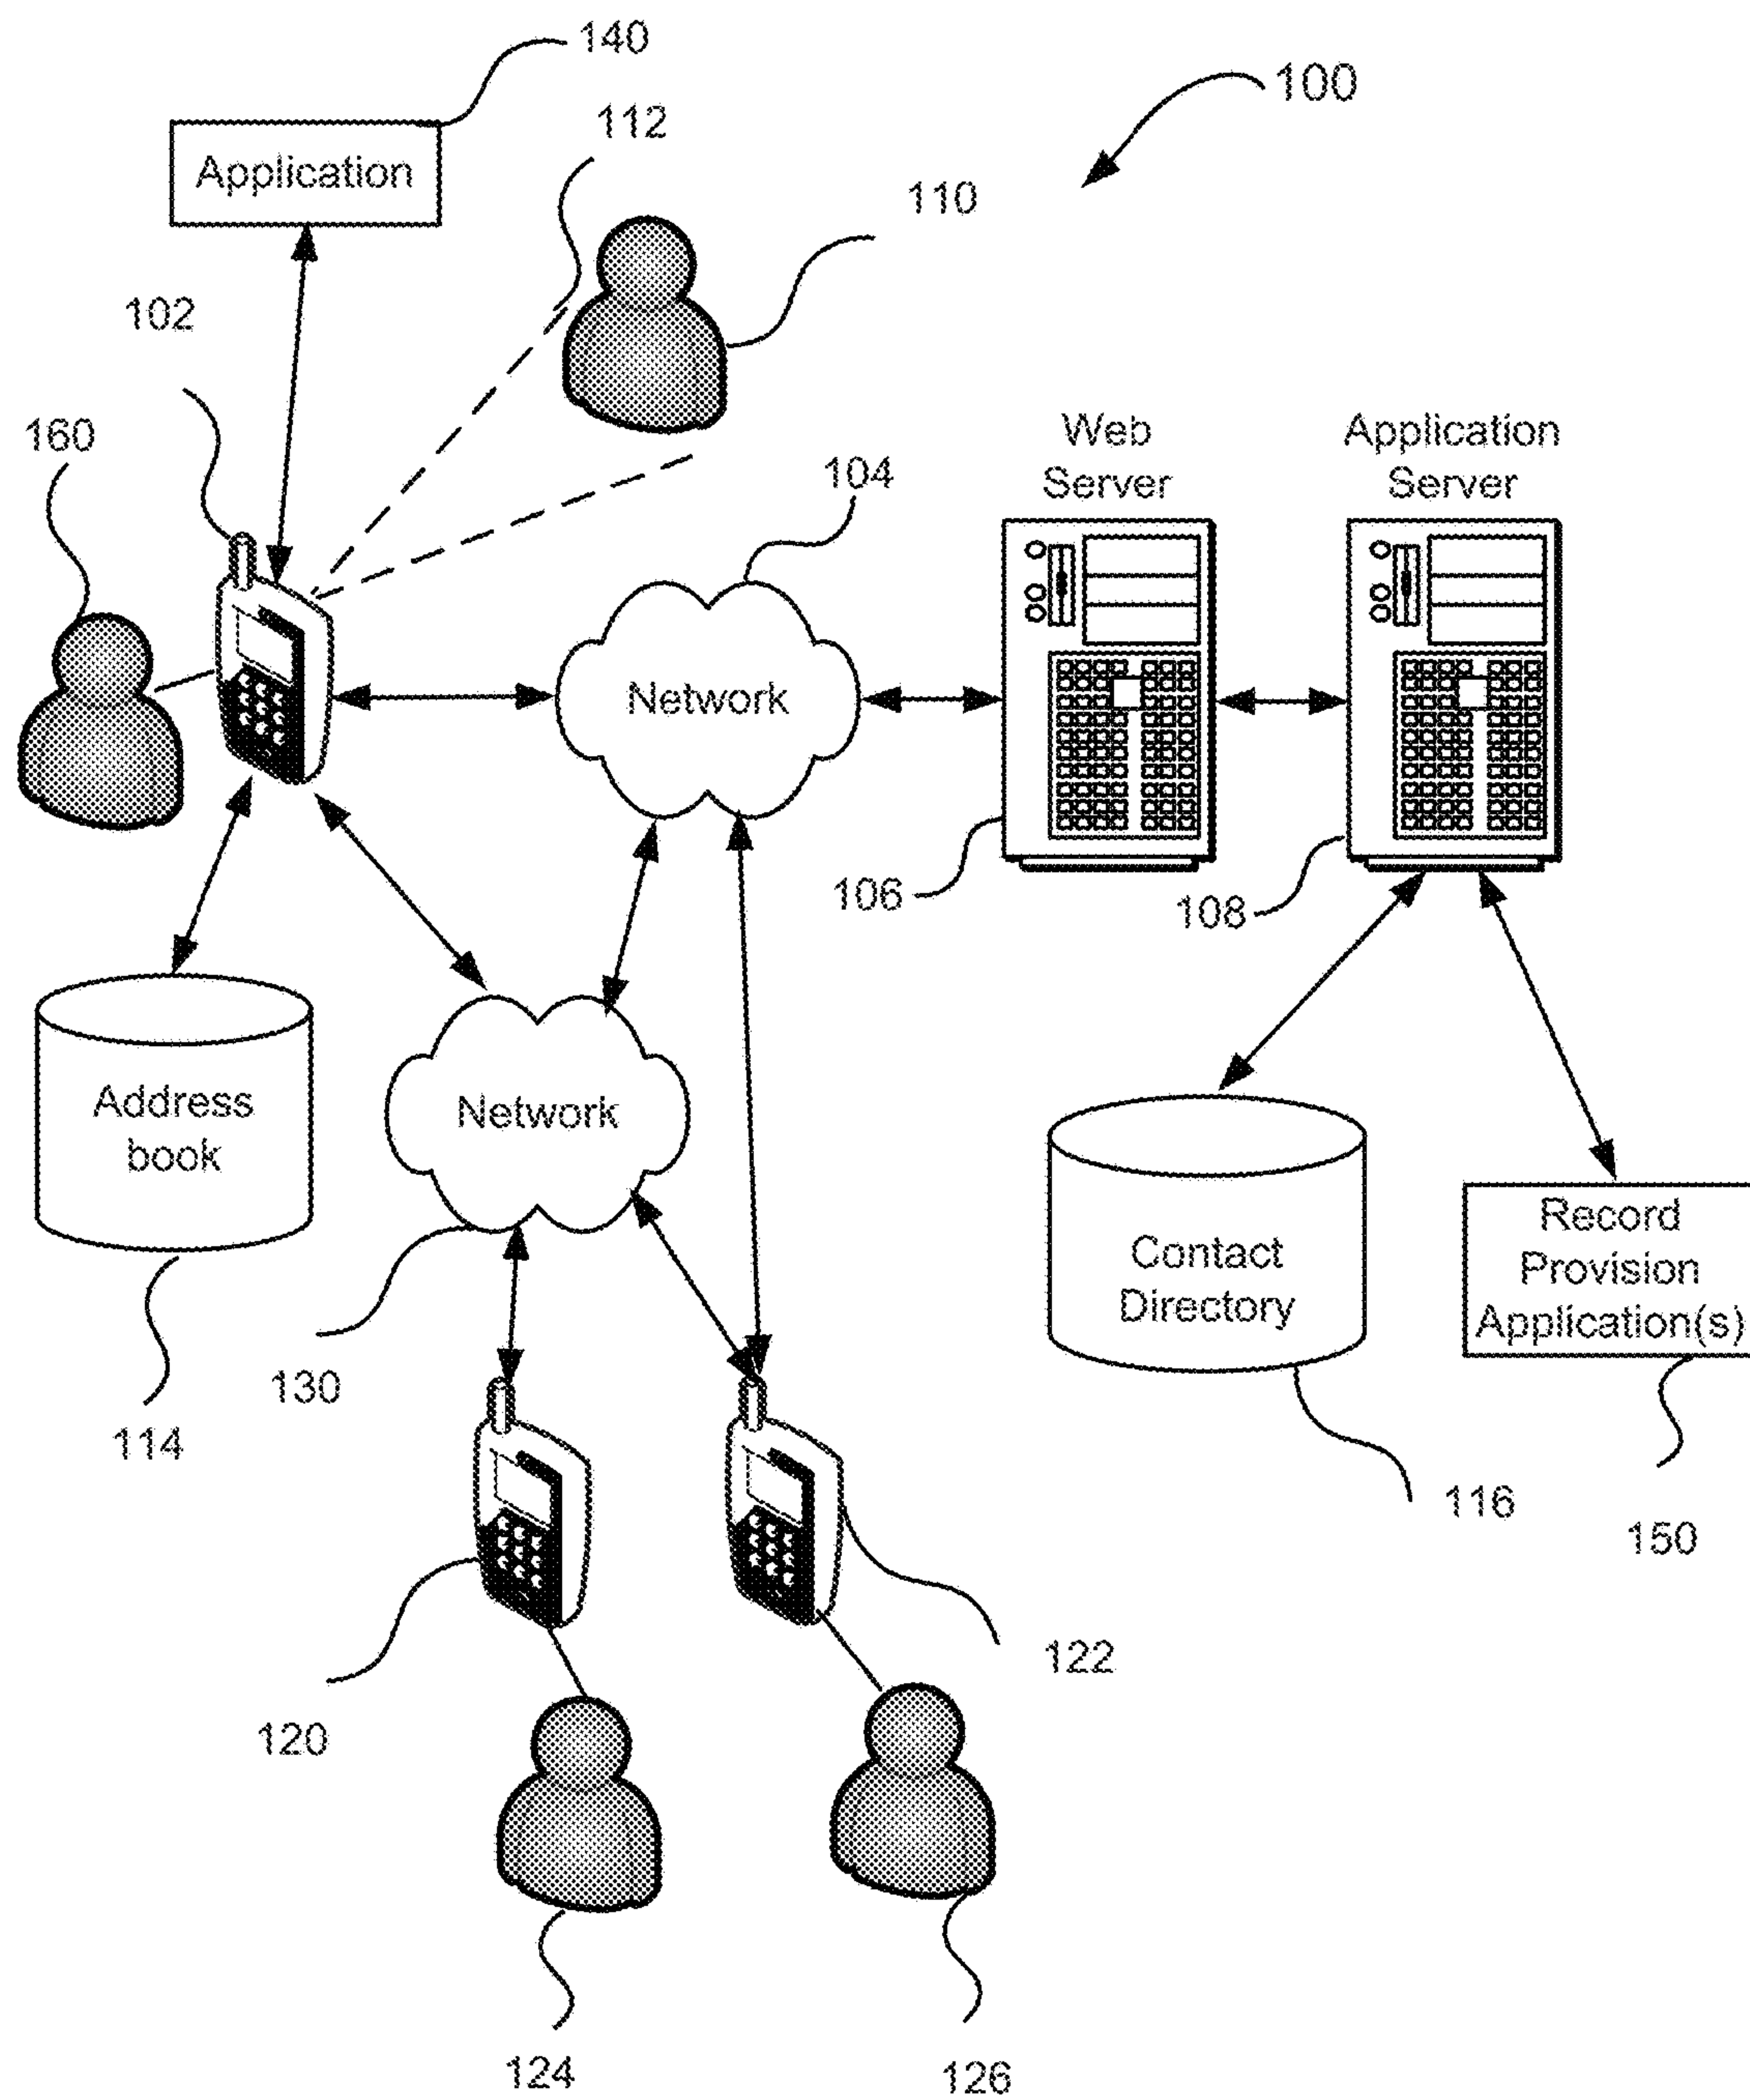 140
100
112
Application
110
102
160
Web
Server
Application
Server
104
Network
106
108
Address
book
Network
Contact
Directory
Record
Provision
Application(s)
130
114
116
150
122
120
124
126